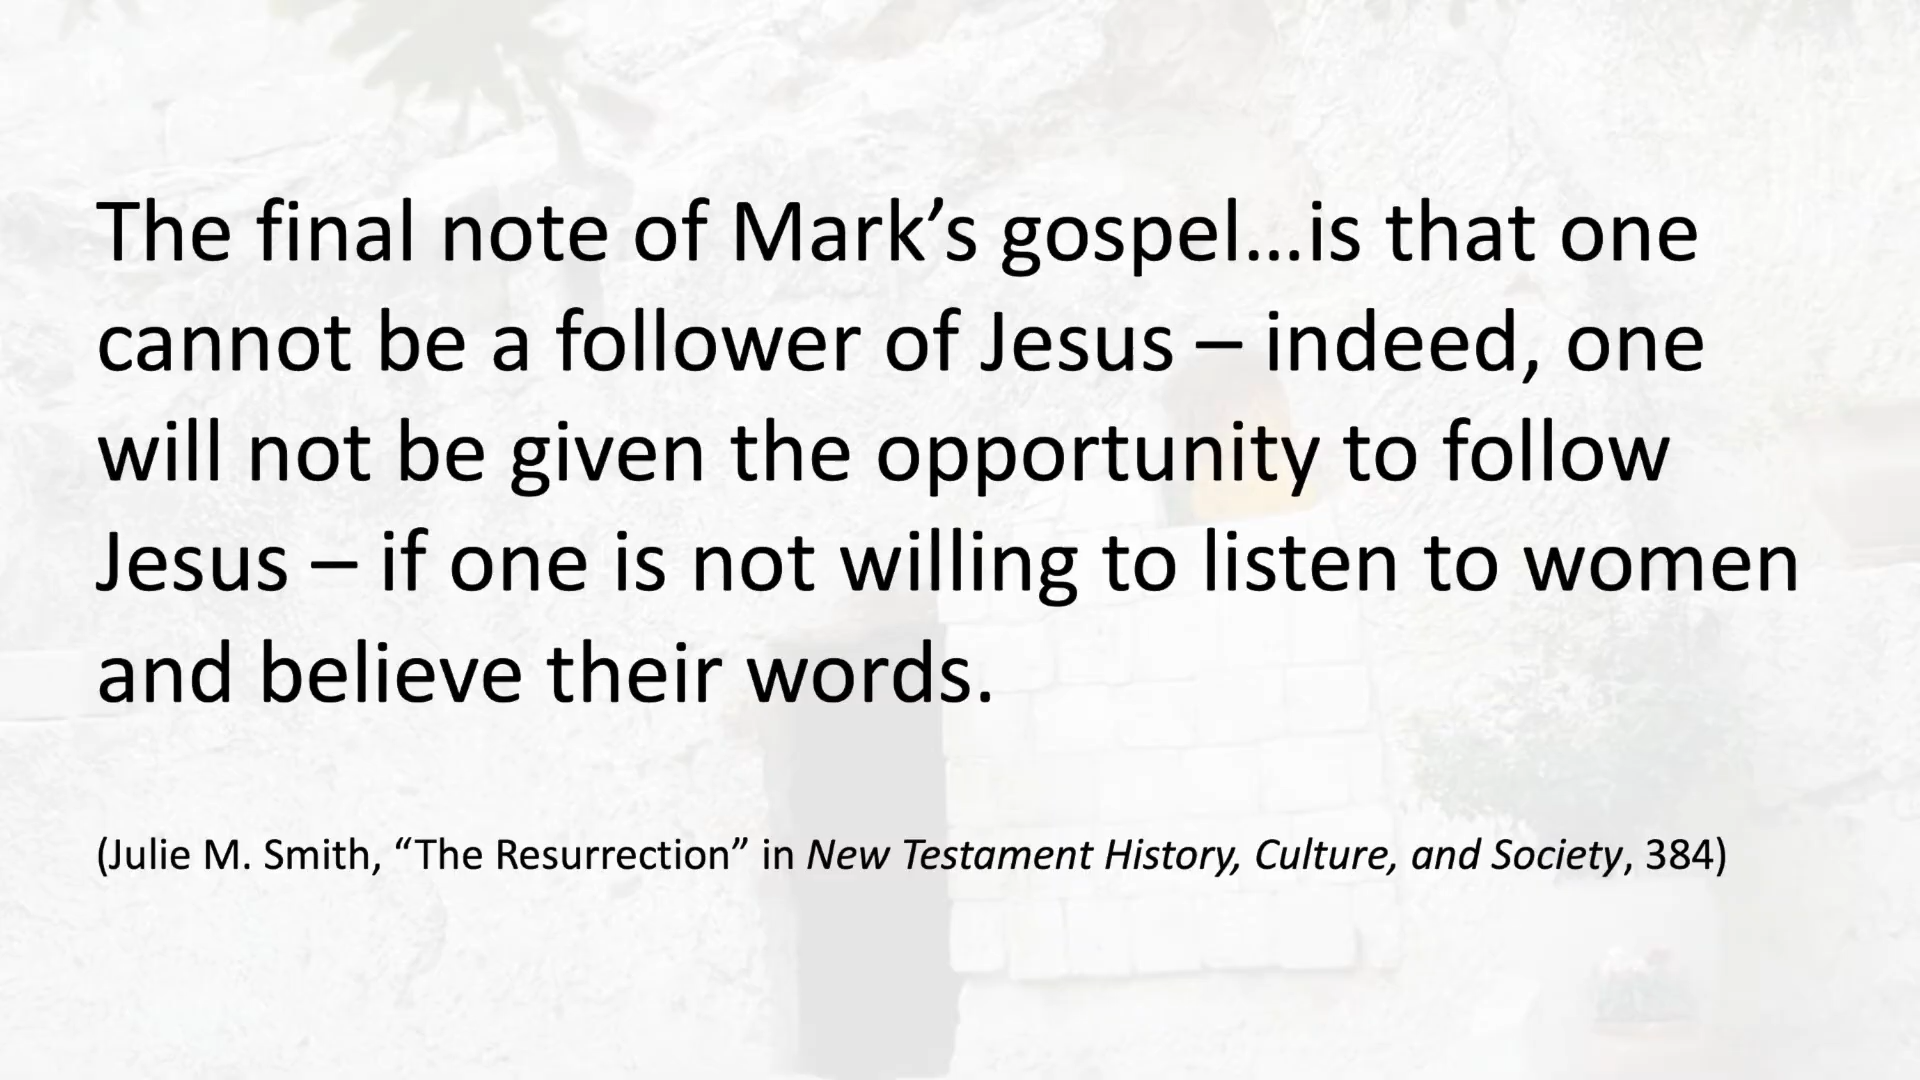 The final note of Mark’s gospel…is that one
cannot be a follower of Jesus – indeed, one
will not be given the opportunity to follow
Jesus – if one is not willing to listen to women
and believe their words.
(Julie M. Smith, “The Resurrection” in New Testament History, Culture, and Society, 384)